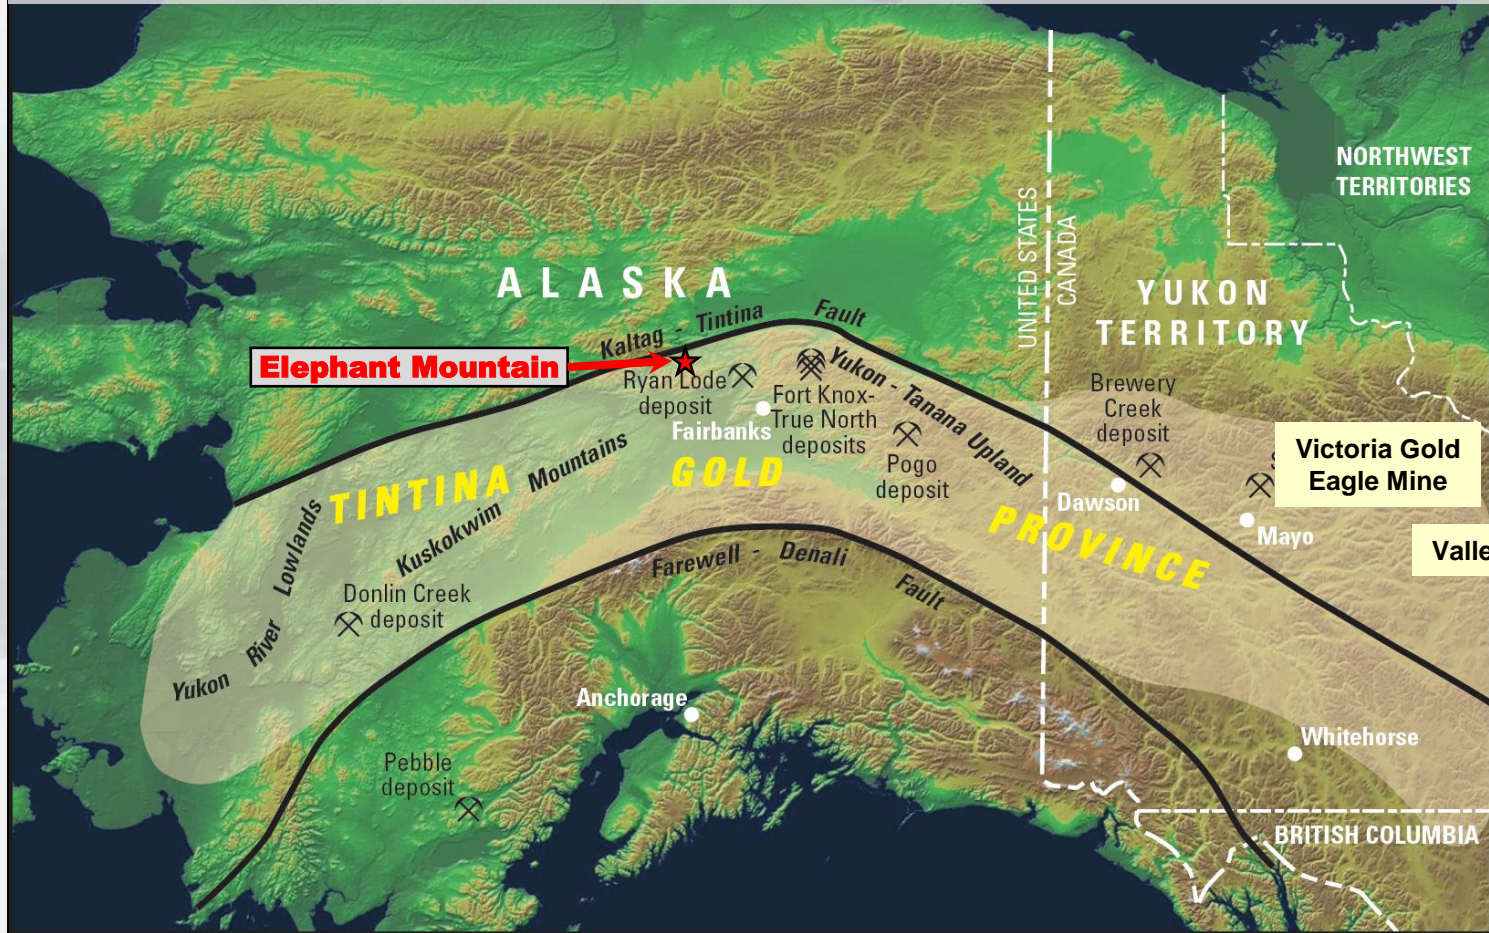 NORTHWEST
TERRITORIES
UNITED STATES
CANADA
ALASKA
YUKON
TERRITORY
Kaltag - Tintina Fault
Elephant Mountain
Ryan Lode
deposit
Fairbanks
Fort Knox-
True North
deposits
Yukon - Tanana Upland
Pogo
deposit
Brewery
Creek
deposit
Dawson
Victoria Gold
Eagle Mine
Mayo
Valle
TINTINA GOLD PROVINCE
Kuskokwim Mountains
Yukon River Lowlands
Donlin Creek
deposit
Farewell - Denali Fault
Anchorage
Pebble
deposit
Whitehorse
BRITISH COLUMBIA